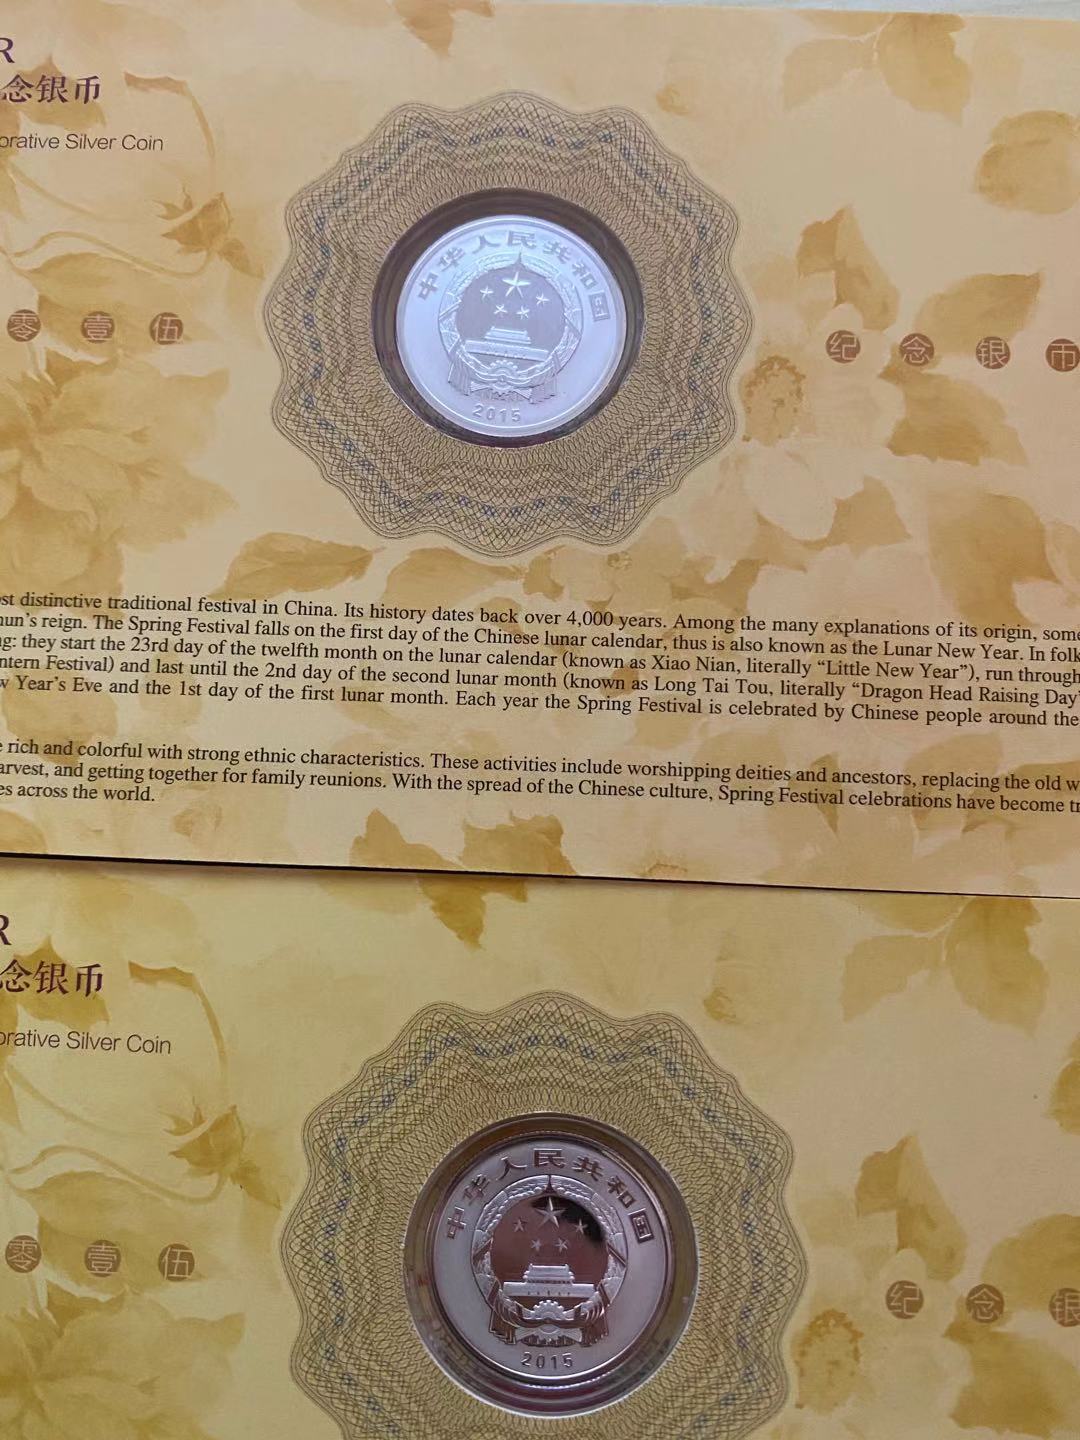 R
念银币
orative Silver Coin
中华人民共和国
2015
零 壹 伍
纪 念 银 币
st distinctive traditional festival in China. Its history dates back over 4,000 years. Among the many explanations of its origin, some
un's reign. The Spring Festival falls on the first day of the Chinese lunar calendar, thus is also known as the Lunar New Year. In folk
g: they start the 23rd day of the twelfth month on the lunar calendar (known as Xiao Nian, literally “Little New Year”), run through
ntern Festival) and last until the 2nd day of the second lunar month (known as Long Tai Tou, literally “Dragon Head Raising Day”
w Year's Eve and the 1st day of the first lunar month. Each year the Spring Festival is celebrated by Chinese people around the
e rich and colorful with strong ethnic characteristics. These activities include worshipping deities and ancestors, replacing the old w
arvest, and getting together for family reunions. With the spread of the Chinese culture, Spring Festival celebrations have become tr
es across the world.
R
念银币
orative Silver Coin
中华人民共和国
2015
零 壹 伍
纪 念 银